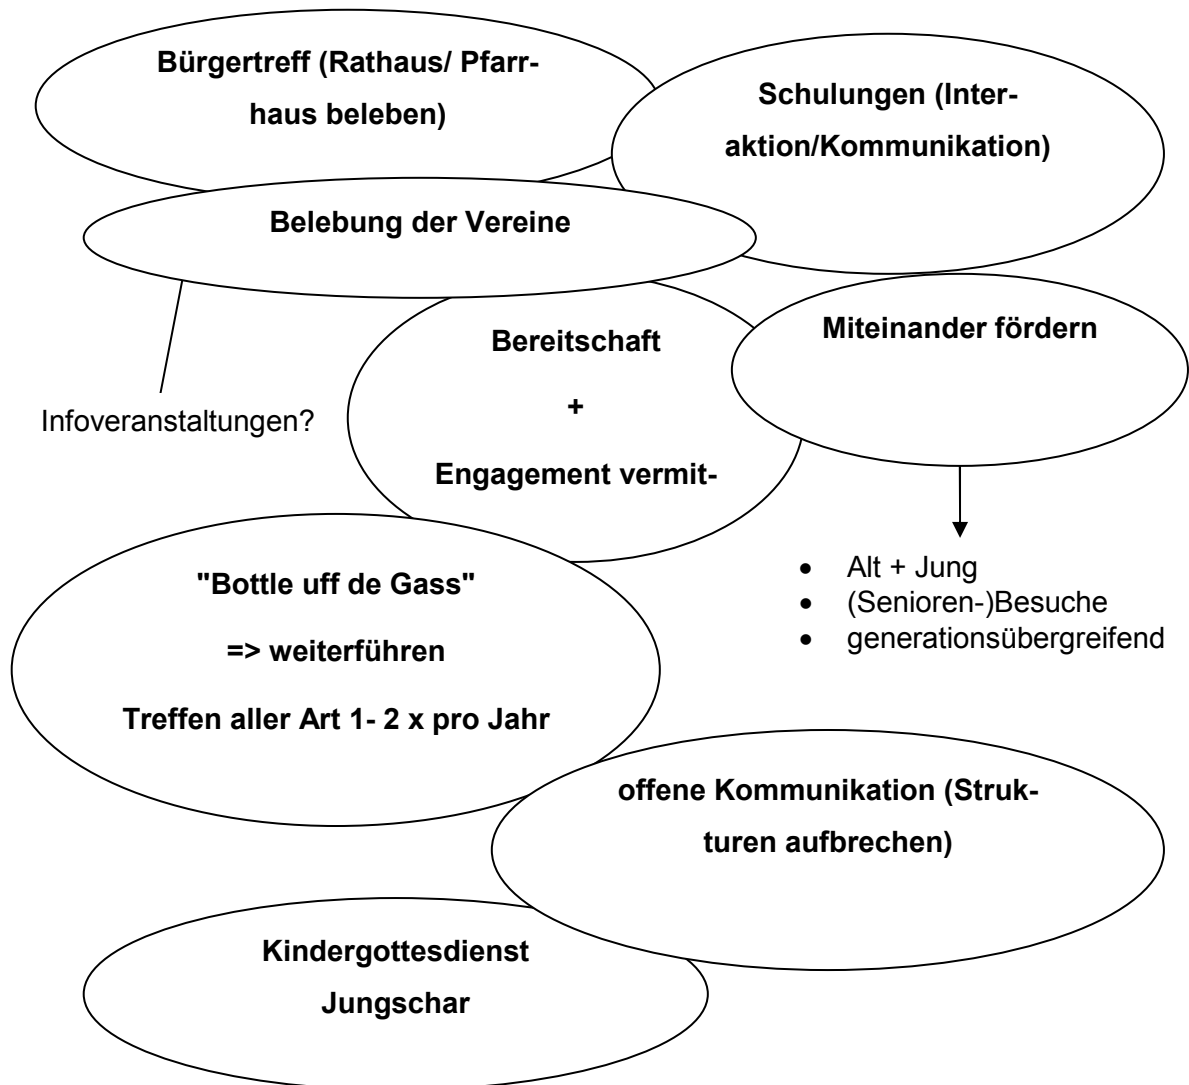 Bürgertreff (Rathaus/ Pfarr-
haus beleben)
Schulungen (Inter-
aktion/Kommunikation)
Belebung der Vereine
Infoveranstaltungen?
Bereitschaft
+
Engagement vermit-
Miteinander fördern
• Alt + Jung
• (Senioren-)Besuche
• generationsübergreifend
"Bottle uff de Gass"
=> weiterführen
Treffen aller Art 1- 2 x pro Jahr
offene Kommunikation (Struk-
turen aufbrechen)
Kindergottesdienst
Jungschar